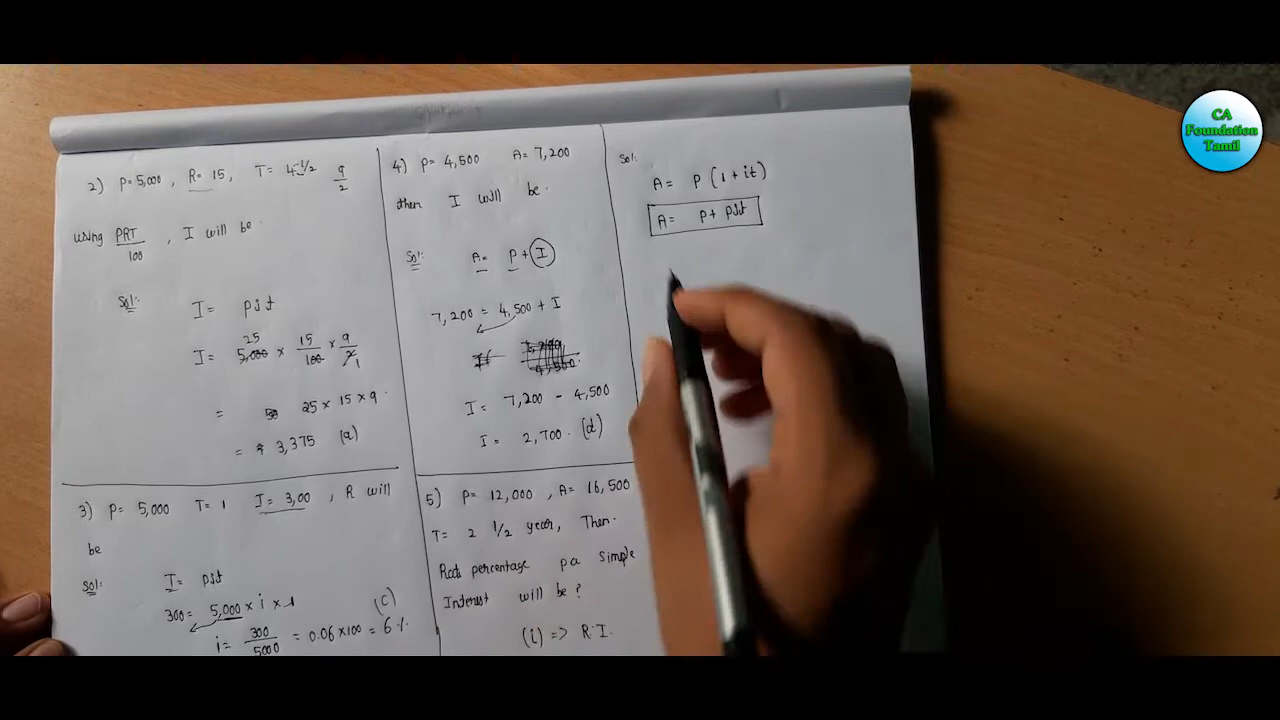 2) P= 5,000 , R= 15, T= 4 1/2 9/2
using PRT/100 , I will be
Sol:
I = pit
I = 25 5,000 × 15/100 × 9/2 1
= 25 × 15 × 9
= ₹ 3,375 (a)
3) P= 5,000 T= 1 I= 3,00 , R will
be
Sol:
I= pit
300= 5,000 × i × 1
i= 300/5000 = 0.06 × 100 = 6 % (c)
4) P= 4,500 A= 7,200
then I will be.
Sol:
A= P + I
7,200 = 4,500 + I
I = 7,200 - 4,500
I = 2,700. (d)
5) P= 12,000 , A= 16,500
T= 2 1/2 year, Then.
Rate percentage pa simple
Interest will be ?
(i) => R.I.
Sol:
A= P (1 + it)
A= P + Pit
CA
Foundation
Tamil